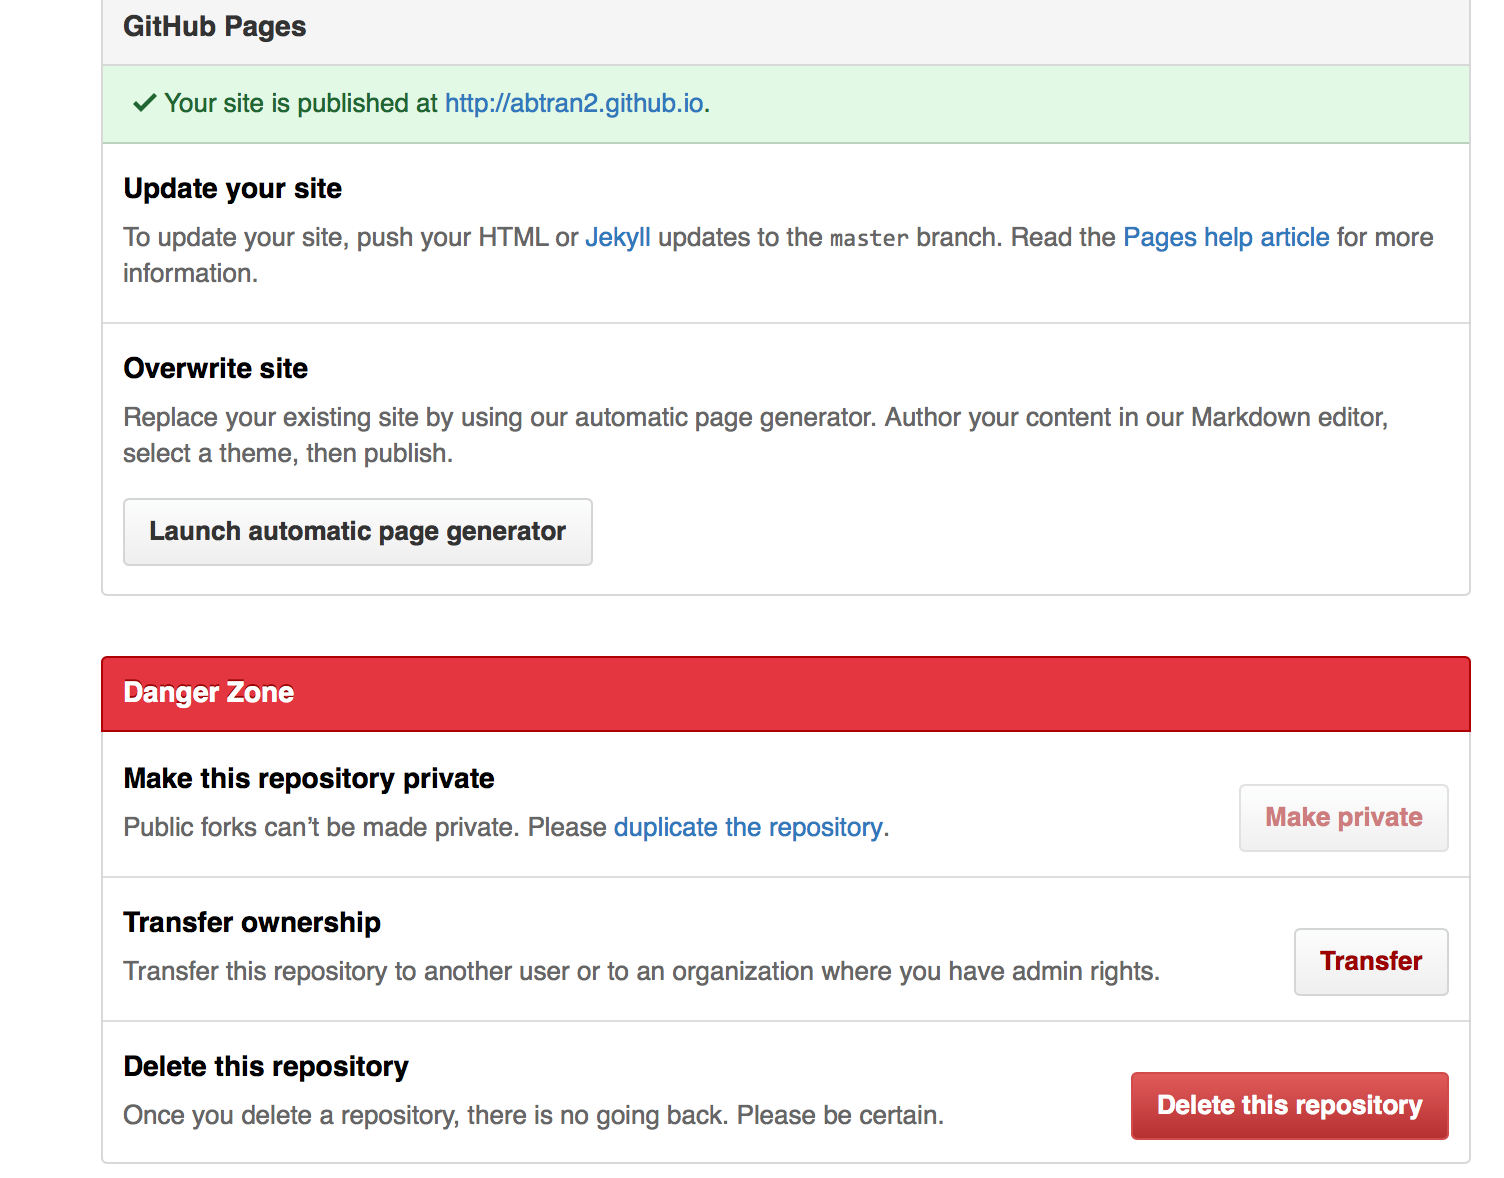 GitHub Pages
Your site is published at http://abtran2.github.io.
Update your site
To update your site, push your HTML or Jekyll updates to the master branch. Read the Pages help article for more
information.
Overwrite site
Replace your existing site by using our automatic page generator. Author your content in our Markdown editor,
select a theme, then publish.
Launch automatic page generator
Danger Zone
Make this repository private
Public forks can’t be made private. Please duplicate the repository.
Make private
Transfer ownership
Transfer this repository to another user or to an organization where you have admin rights.
Transfer
Delete this repository
Once you delete a repository, there is no going back. Please be certain.
Delete this repository